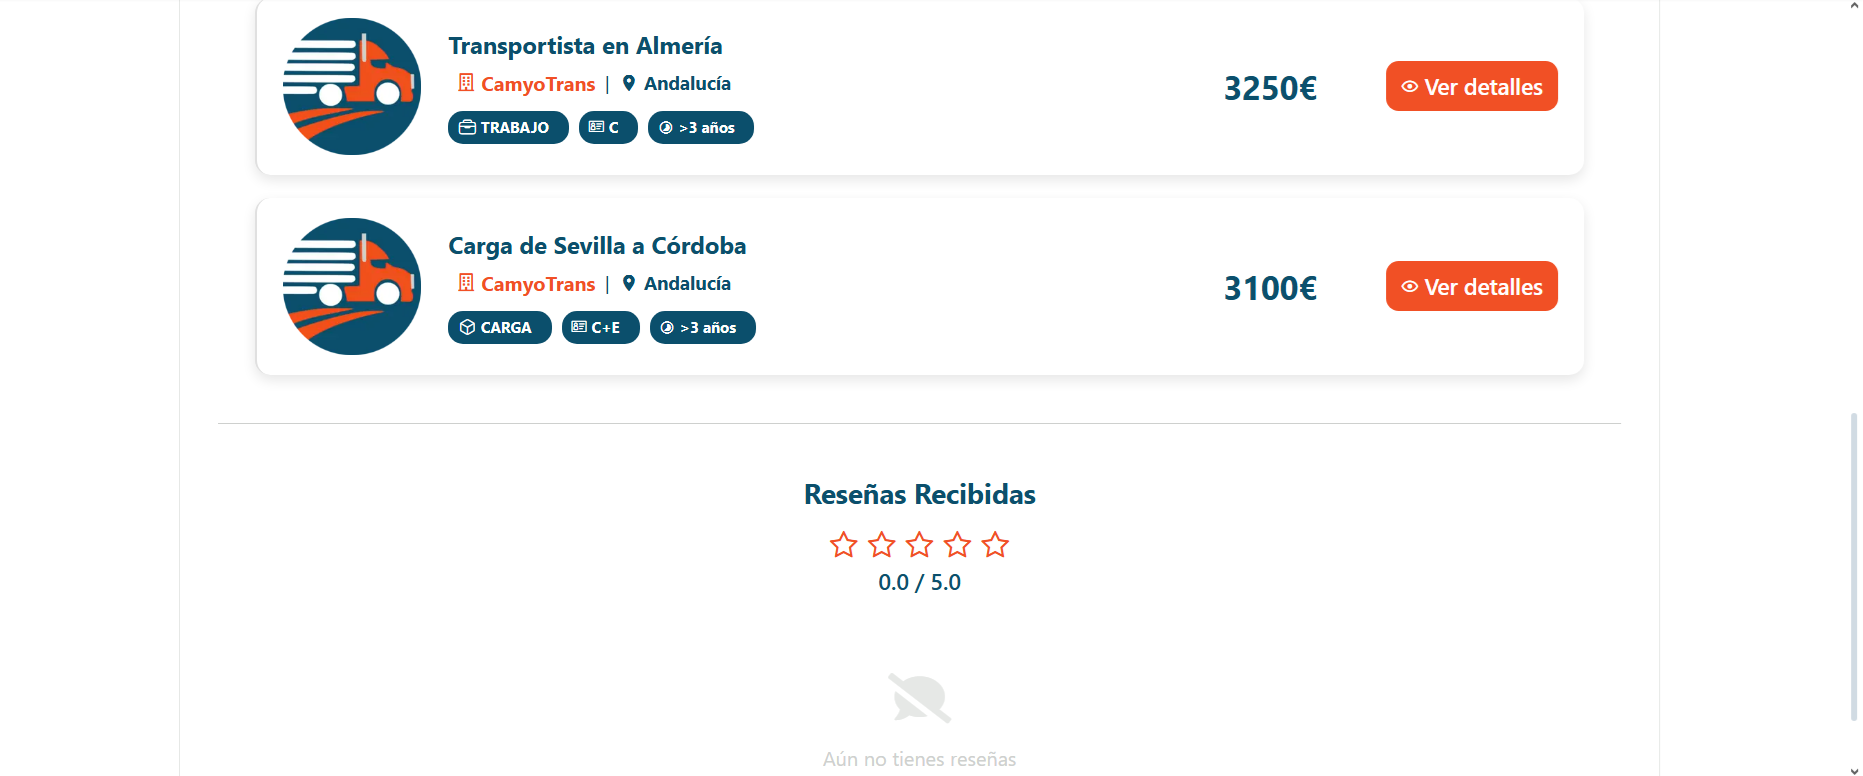 Transportista en Almería
CamyoTrans | Andalucía
TRABAJO C >3 años
3250€
Ver detalles
Carga de Sevilla a Córdoba
CamyoTrans | Andalucía
CARGA C+E >3 años
3100€
Ver detalles
Reseñas Recibidas
0.0 / 5.0
Aún no tienes reseñas